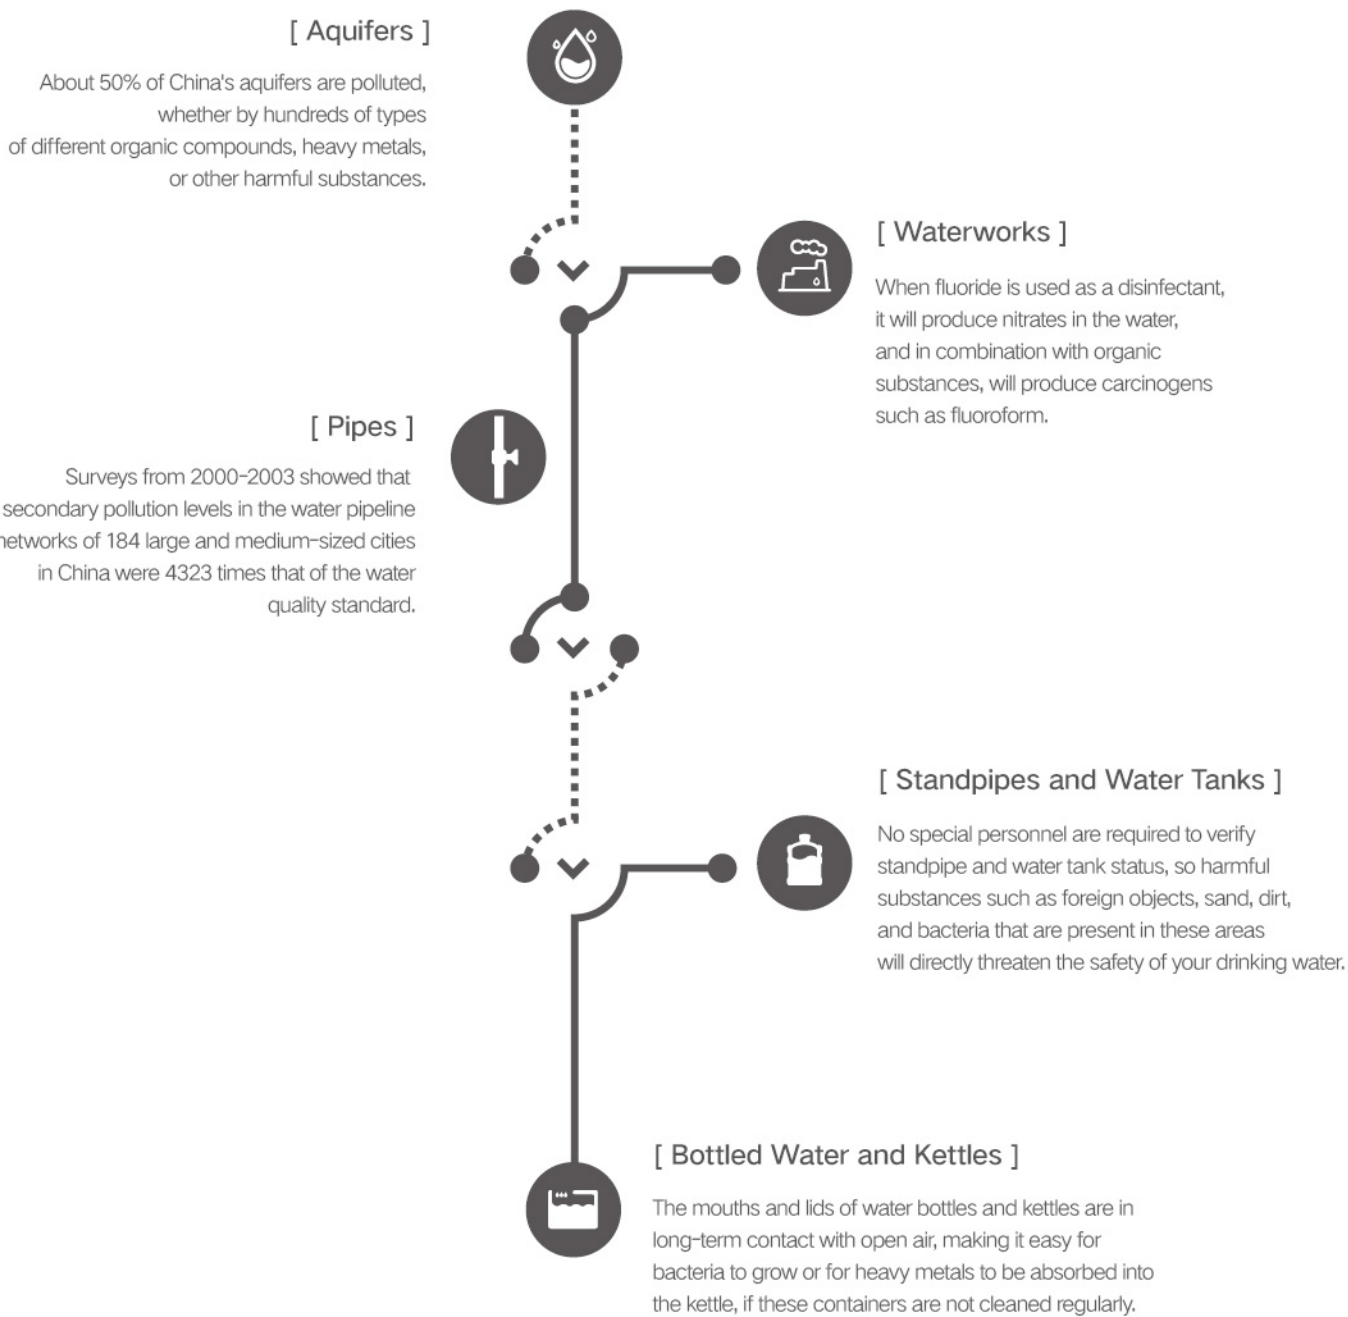 [ Aquifers ]
About 50% of China's aquifers are polluted,
whether by hundreds of types
of different organic compounds, heavy metals,
or other harmful substances.
[ Waterworks ]
When fluoride is used as a disinfectant,
it will produce nitrates in the water,
and in combination with organic
substances, will produce carcinogens
such as fluoroform.
[ Pipes ]
Surveys from 2000-2003 showed that
secondary pollution levels in the water pipeline
networks of 184 large and medium-sized cities
in China were 4323 times that of the water
quality standard.
[ Standpipes and Water Tanks ]
No special personnel are required to verify
standpipe and water tank status, so harmful
substances such as foreign objects, sand, dirt,
and bacteria that are present in these areas
will directly threaten the safety of your drinking water.
[ Bottled Water and Kettles ]
The mouths and lids of water bottles and kettles are in
long-term contact with open air, making it easy for
bacteria to grow or for heavy metals to be absorbed into
the kettle, if these containers are not cleaned regularly.